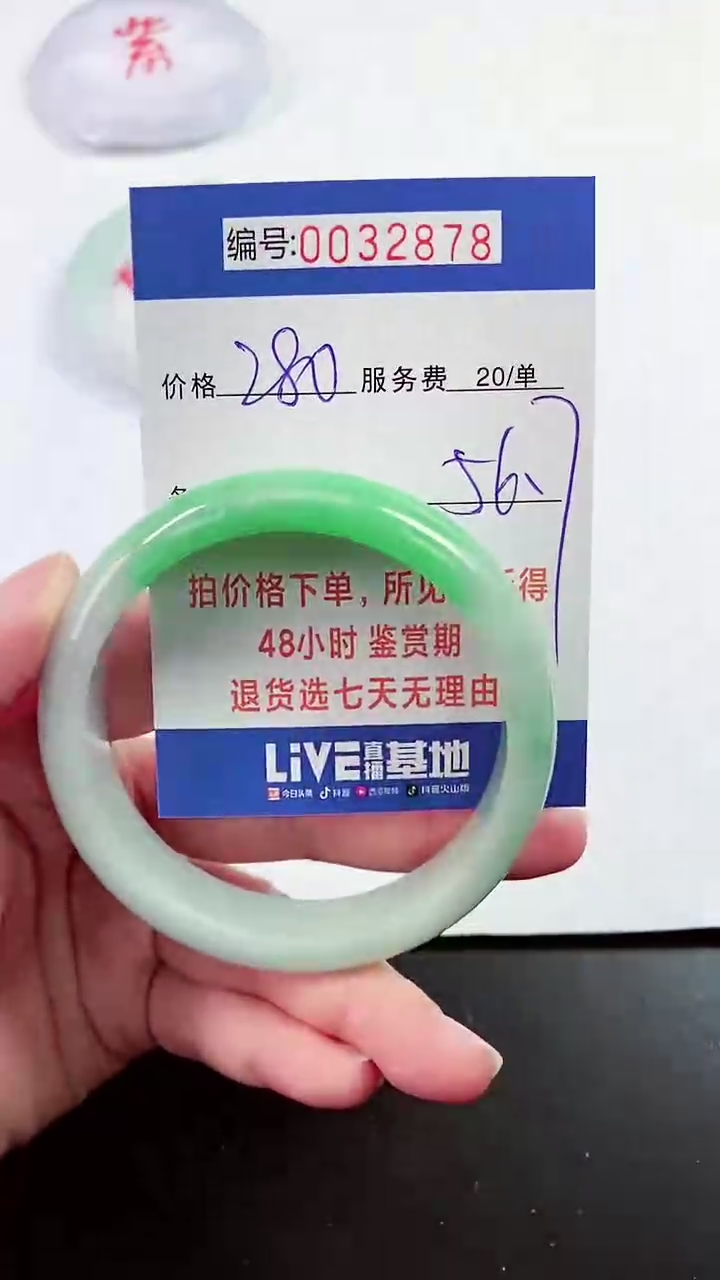 紫
编号:0032878
价格 280 服务费 20/单
56、
拍价格下单，所见 得
48小时 鉴赏期
退货选七天无理由
LiVE直播基地
今日头条 抖音 西瓜视频 抖音火山版